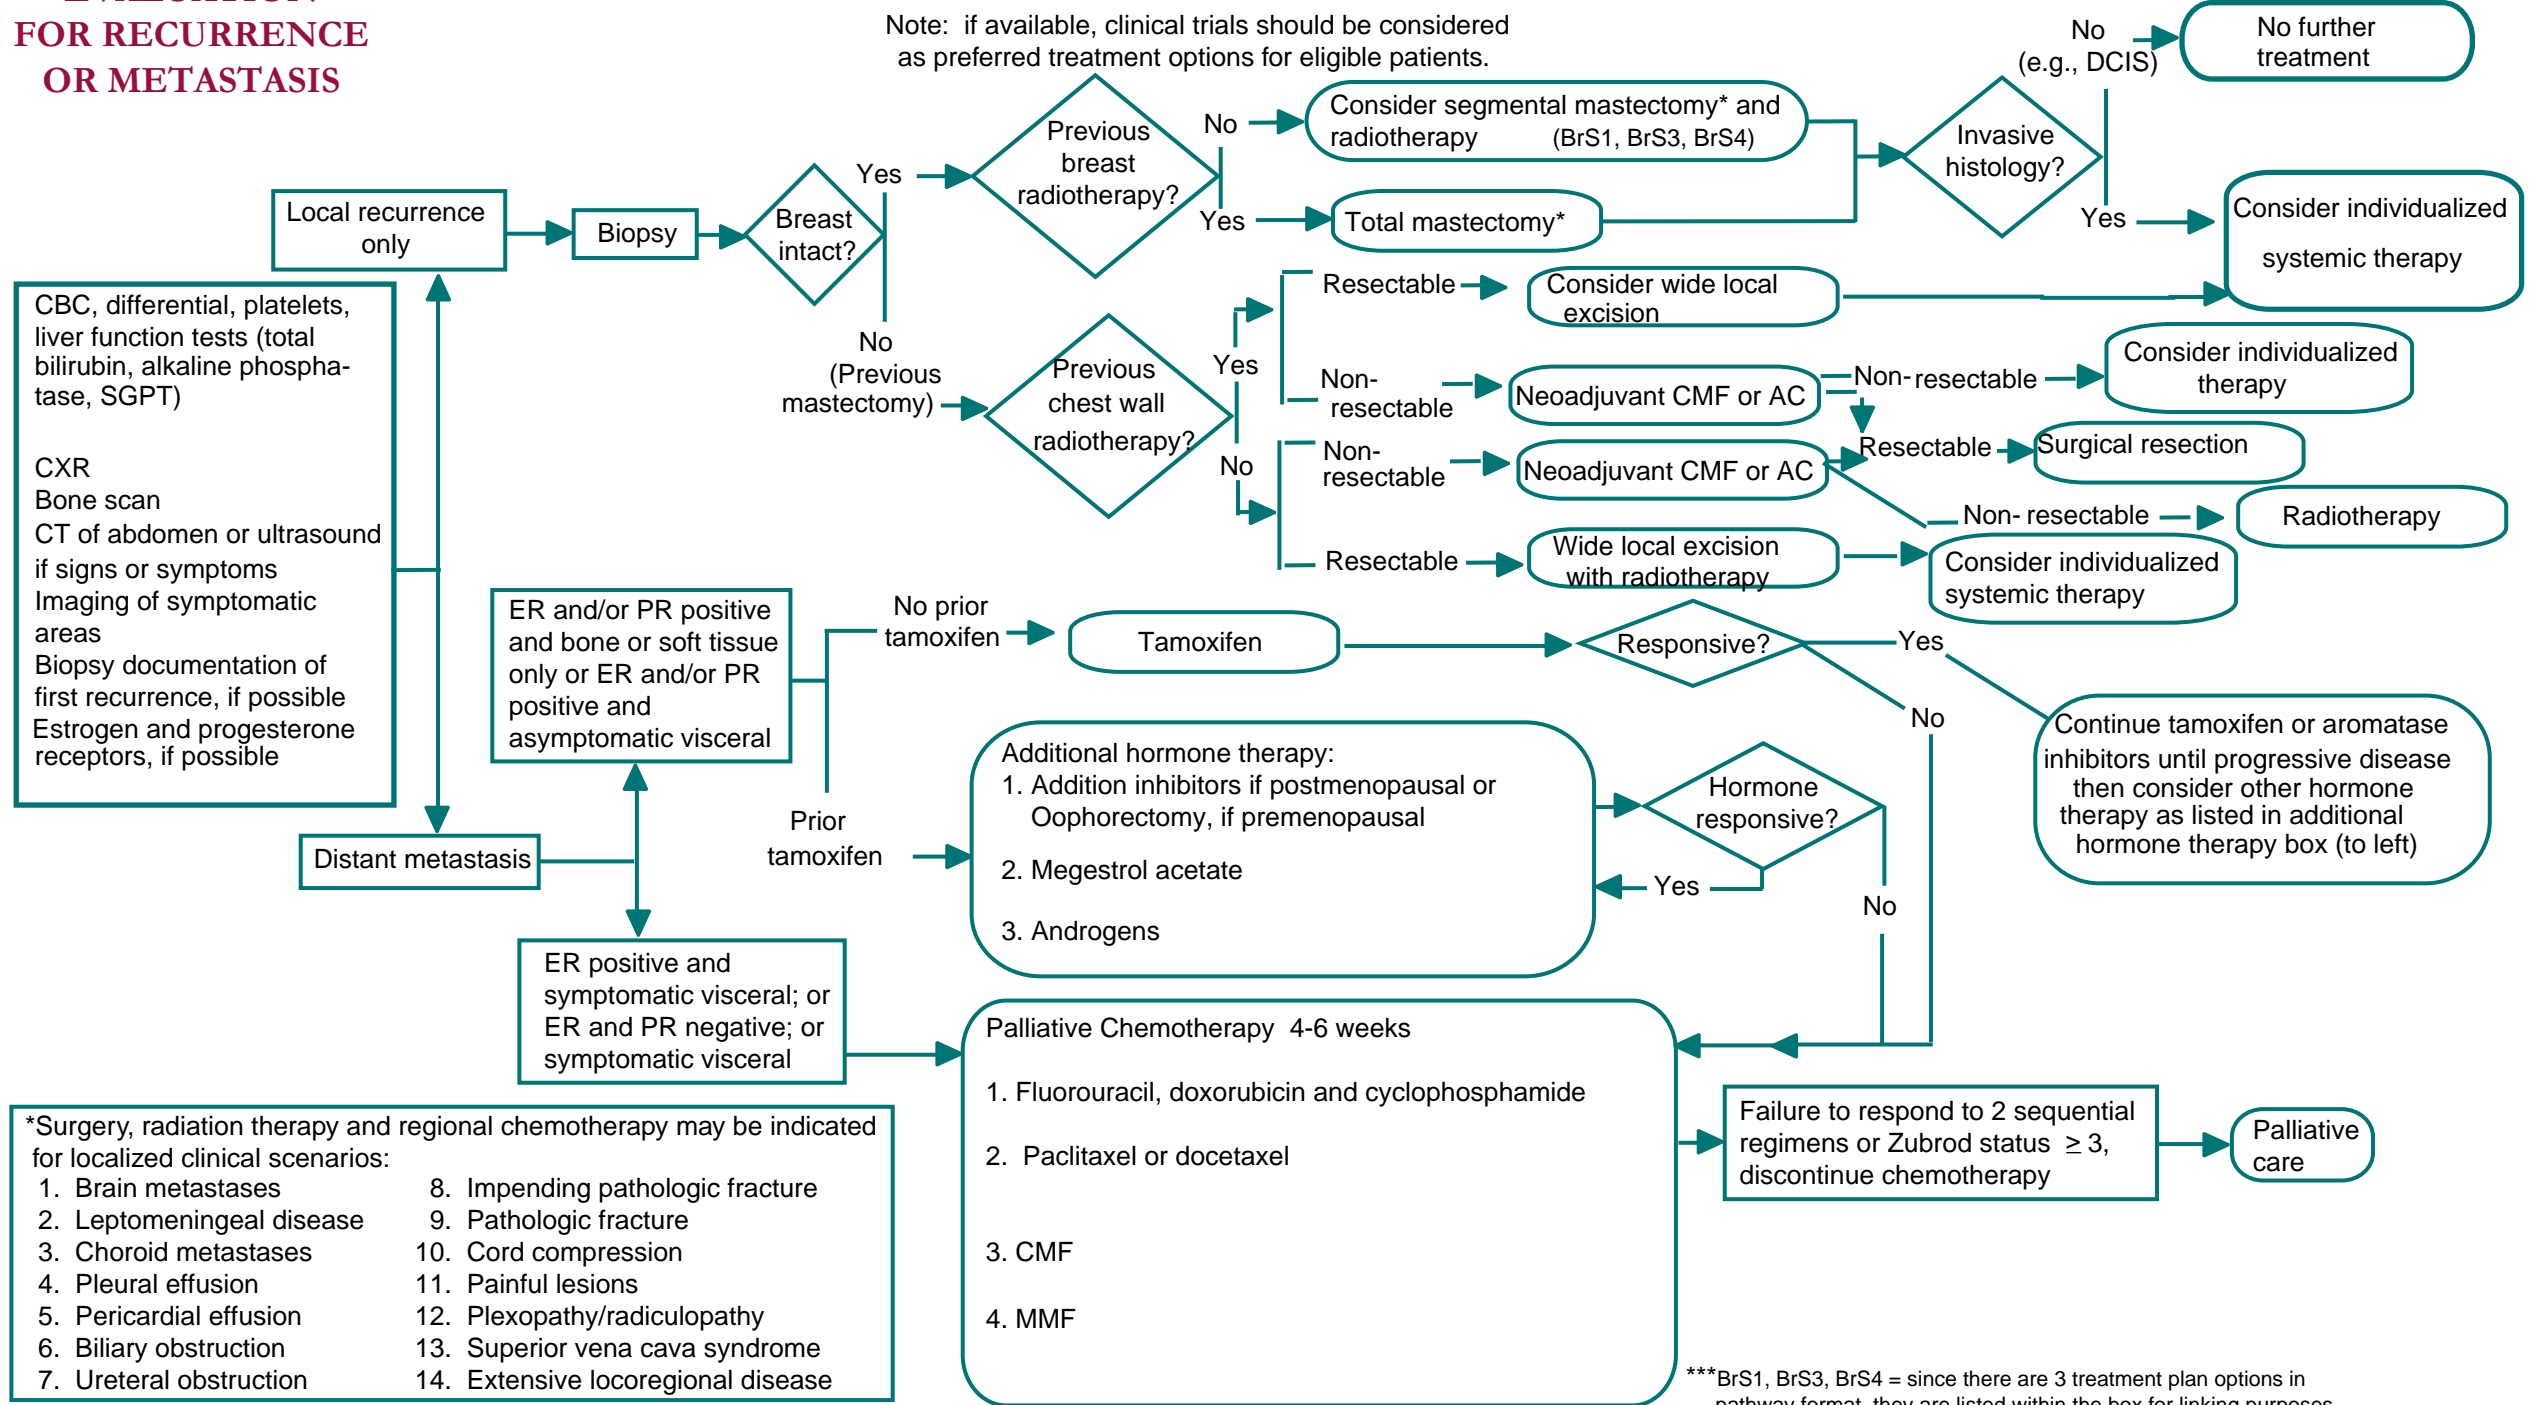 FOR RECURRENCE
OR METASTASIS
Note: if available, clinical trials should be considered
as preferred treatment options for eligible patients.
No
(e.g., DCIS)
No further
treatment
Previous
breast
radiotherapy?
No
Consider segmental mastectomy* and
radiotherapy (BrS1, BrS3, BrS4)
Invasive
histology?
Yes
Local recurrence
only
Biopsy
Breast
intact?
Yes
Total mastectomy*
Yes
Consider individualized
systemic therapy
CBC, differential, platelets,
liver function tests (total
bilirubin, alkaline phospha-
tase, SGPT)
CXR
Bone scan
CT of abdomen or ultrasound
if signs or symptoms
Imaging of symptomatic
areas
Biopsy documentation of
first recurrence, if possible
Estrogen and progesterone
receptors, if possible
No
(Previous
mastectomy)
Previous
chest wall
radiotherapy?
Yes
Resectable
Consider wide local
excision
Non-
resectable
Neoadjuvant CMF or AC
Non-resectable
Consider individualized
therapy
No
Non-
resectable
Neoadjuvant CMF or AC
Resectable
Surgical resection
Non- resectable
Radiotherapy
Resectable
Wide local excision
with radiotherapy
Consider individualized
systemic therapy
ER and/or PR positive
and bone or soft tissue
only or ER and/or PR
positive and
asymptomatic visceral
No prior
tamoxifen
Tamoxifen
Responsive?
Yes
No
Continue tamoxifen or aromatase
inhibitors until progressive disease
then consider other hormone
therapy as listed in additional
hormone therapy box (to left)
Prior
tamoxifen
Additional hormone therapy:
1. Addition inhibitors if postmenopausal or
Oophorectomy, if premenopausal
2. Megestrol acetate
3. Androgens
Hormone
responsive?
Yes
No
Distant metastasis
ER positive and
symptomatic visceral; or
ER and PR negative; or
symptomatic visceral
Palliative Chemotherapy 4-6 weeks
1. Fluorouracil, doxorubicin and cyclophosphamide
2. Paclitaxel or docetaxel
3. CMF
4. MMF
Failure to respond to 2 sequential
regimens or Zubrod status ≥ 3,
discontinue chemotherapy
Palliative
care
*Surgery, radiation therapy and regional chemotherapy may be indicated
for localized clinical scenarios:
1. Brain metastases
2. Leptomeningeal disease
3. Choroid metastases
4. Pleural effusion
5. Pericardial effusion
6. Biliary obstruction
7. Ureteral obstruction
8. Impending pathologic fracture
9. Pathologic fracture
10. Cord compression
11. Painful lesions
12. Plexopathy/radiculopathy
13. Superior vena cava syndrome
14. Extensive locoregional disease
***BrS1, BrS3, BrS4 = since there are 3 treatment plan options in
pathway format, they are listed within the box for linking purposes